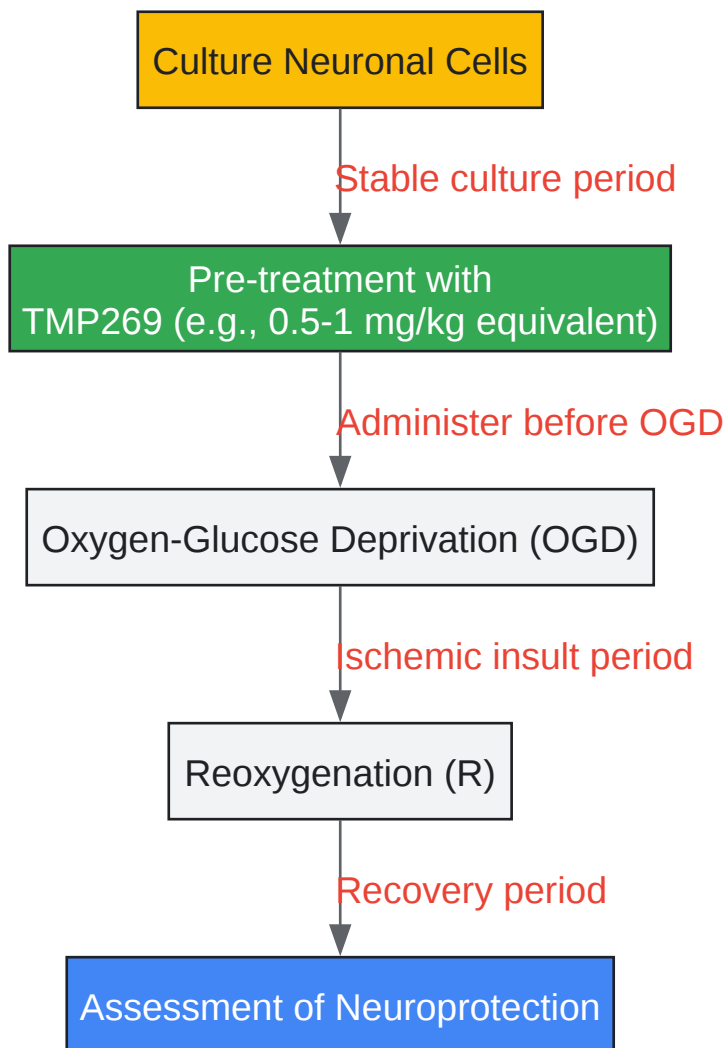 Culture Neuronal Cells
Stable culture period
Pre-treatment with
TMP269 (e.g., 0.5-1 mg/kg equivalent)
Administer before OGD
Oxygen-Glucose Deprivation (OGD)
Ischemic insult period
Reoxygenation (R)
Recovery period
Assessment of Neuroprotection